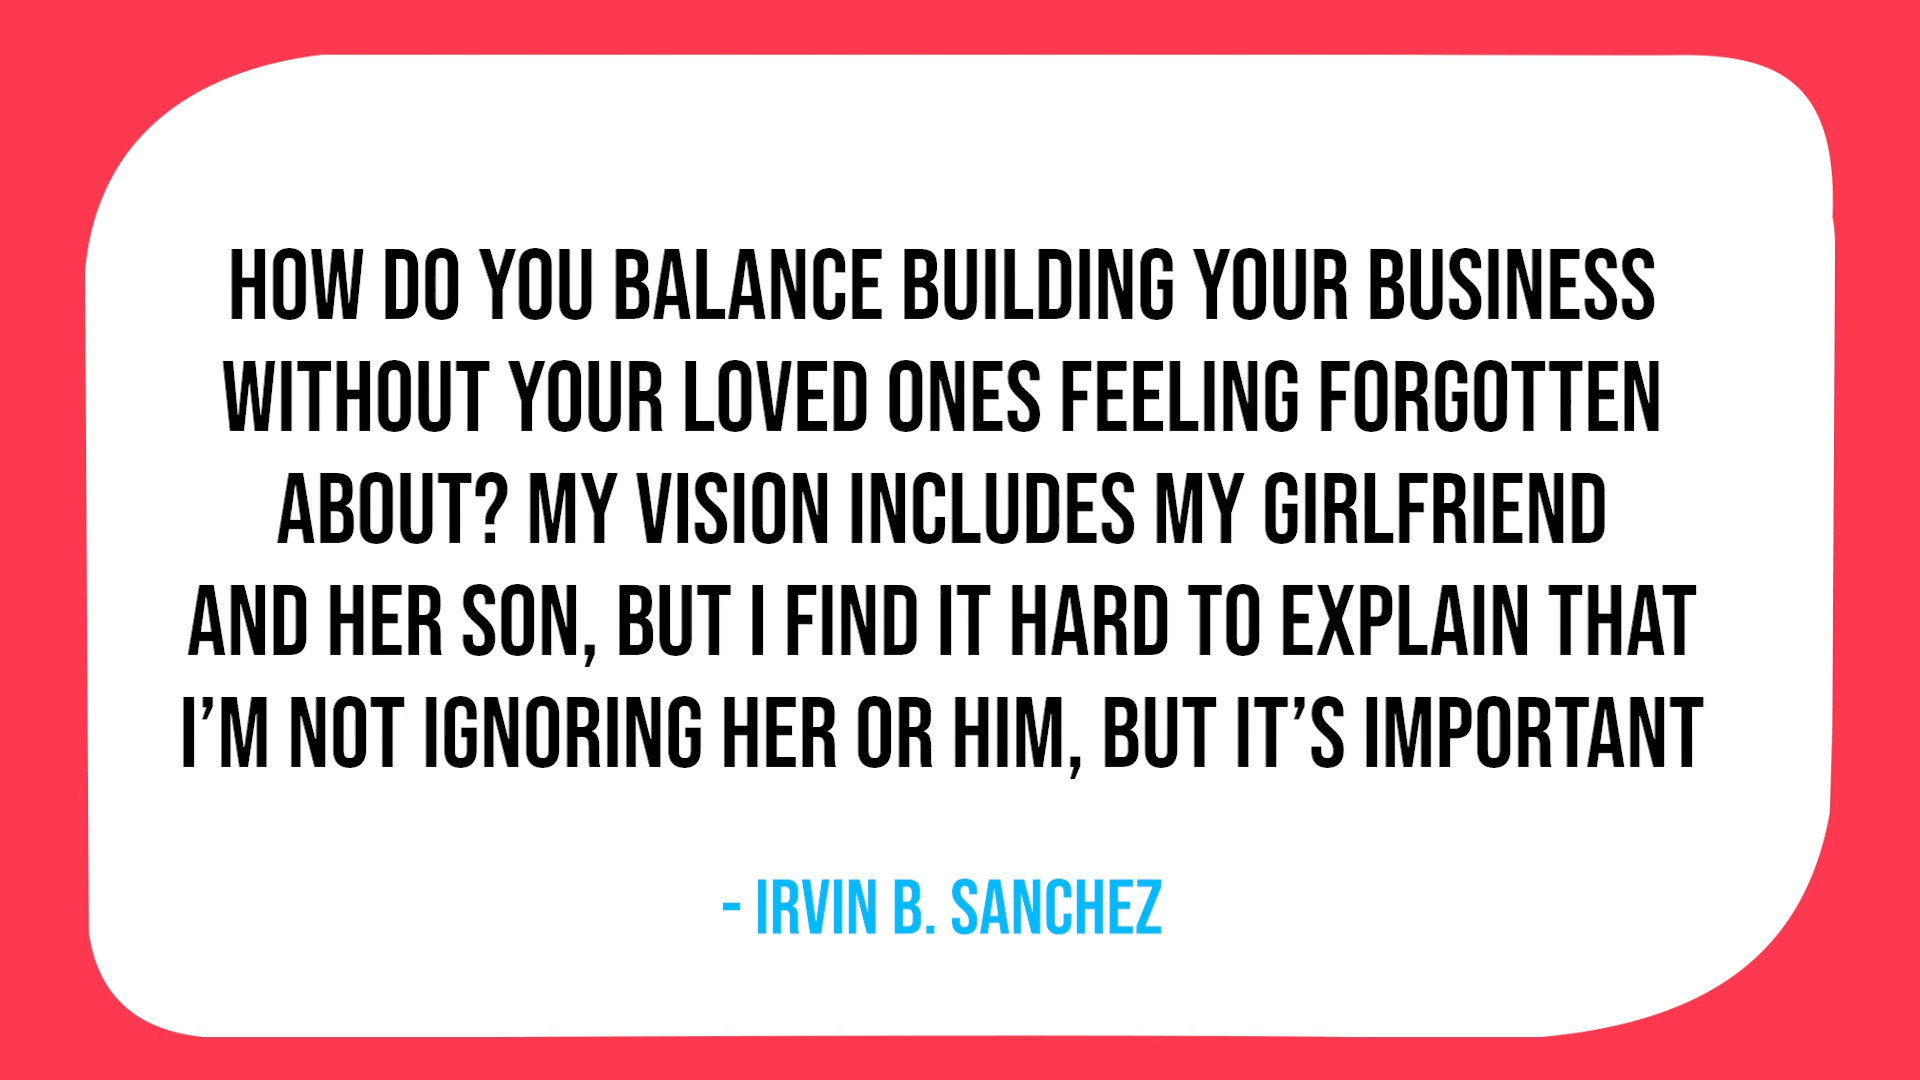 HOW DO YOU BALANCE BUILDING YOUR BUSINESS
WITHOUT YOUR LOVED ONES FEELING FORGOTTEN
ABOUT? MY VISION INCLUDES MY GIRLFRIEND
AND HER SON, BUT I FIND IT HARD TO EXPLAIN THAT
I’M NOT IGNORING HER OR HIM, BUT IT’S IMPORTANT
- IRVIN B. SANCHEZ